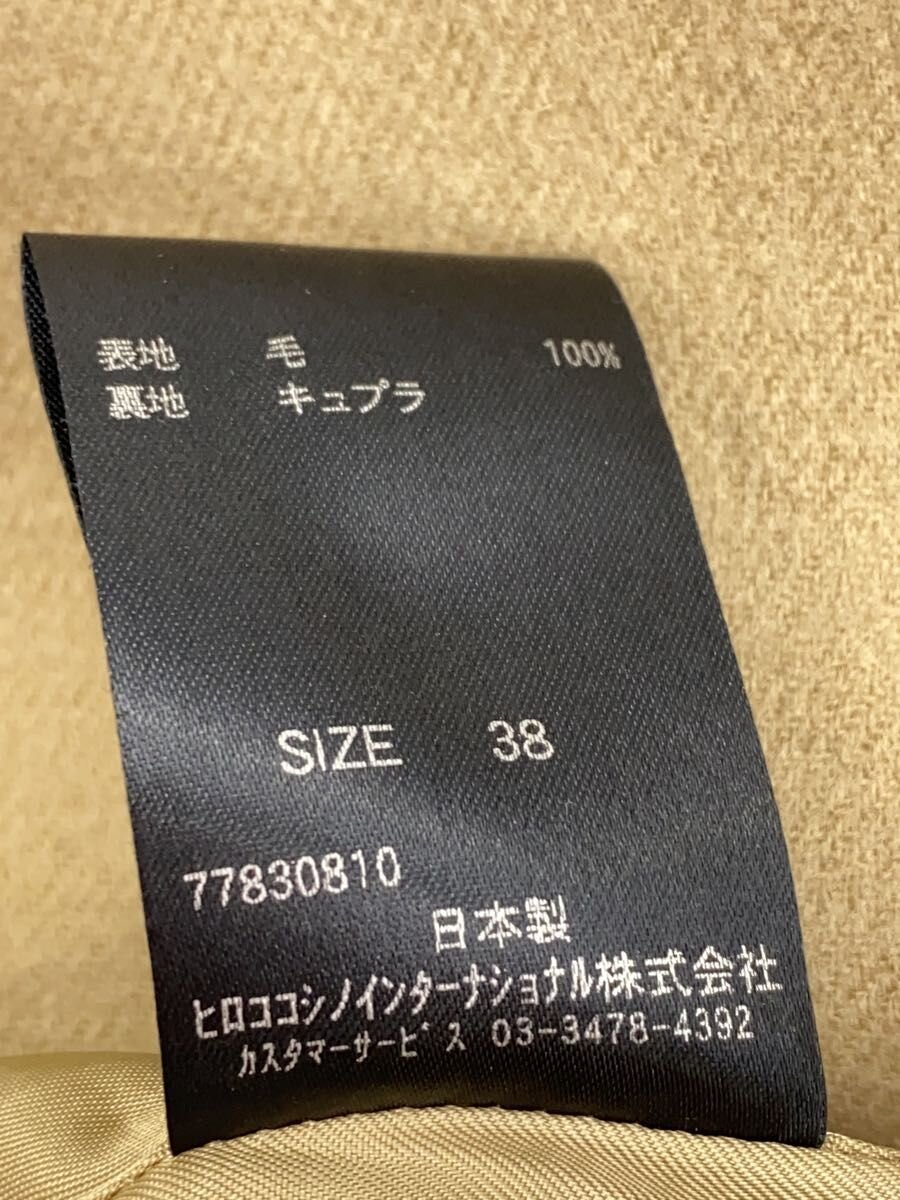 表地 毛 100%
裏地 キュプラ
SIZE 38
77830810
日本製
ヒロココシノインターナショナル株式会社
カスタマーサービス 03-3478-4392